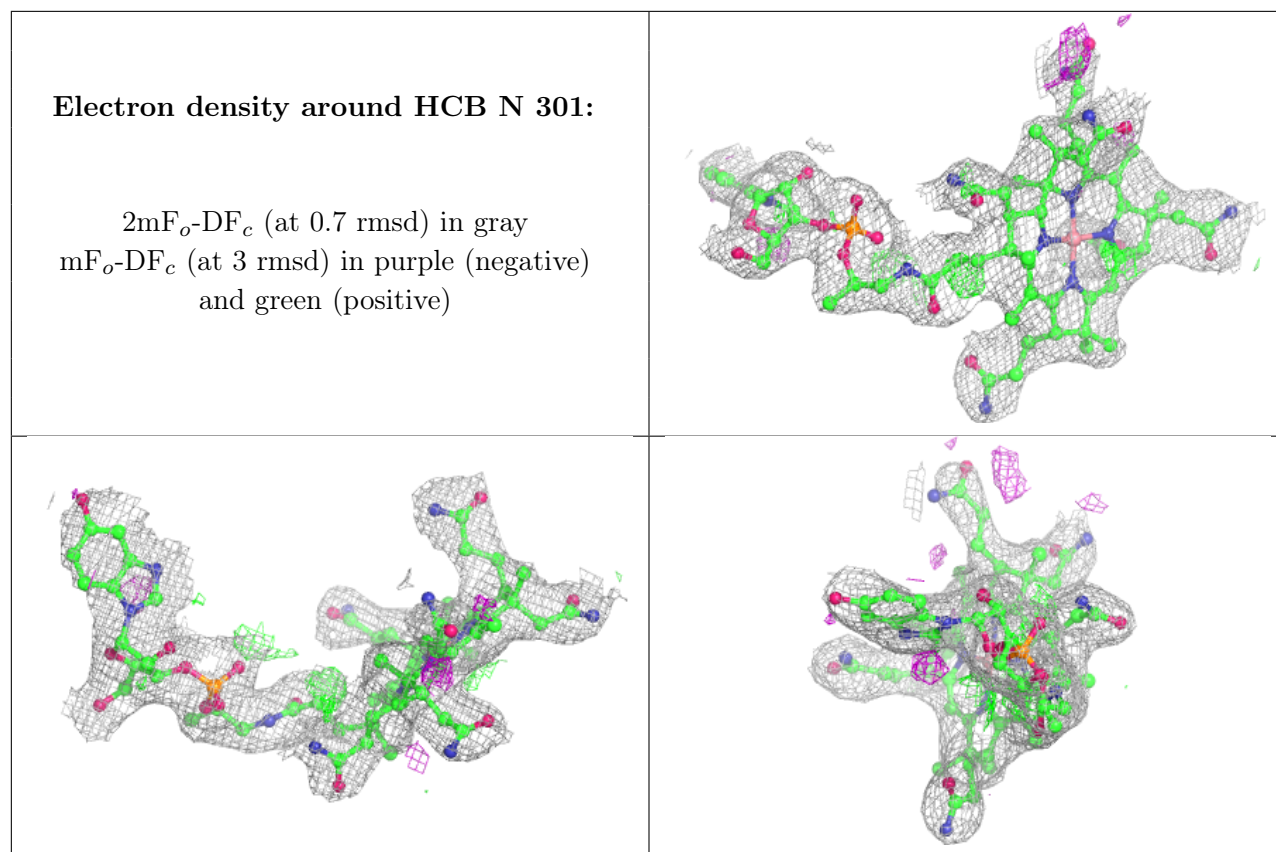 Electron density around HCB N 301:
2mFo-DFc (at 0.7 rmsd) in gray
mFo-DFc (at 3 rmsd) in purple (negative)
and green (positive)